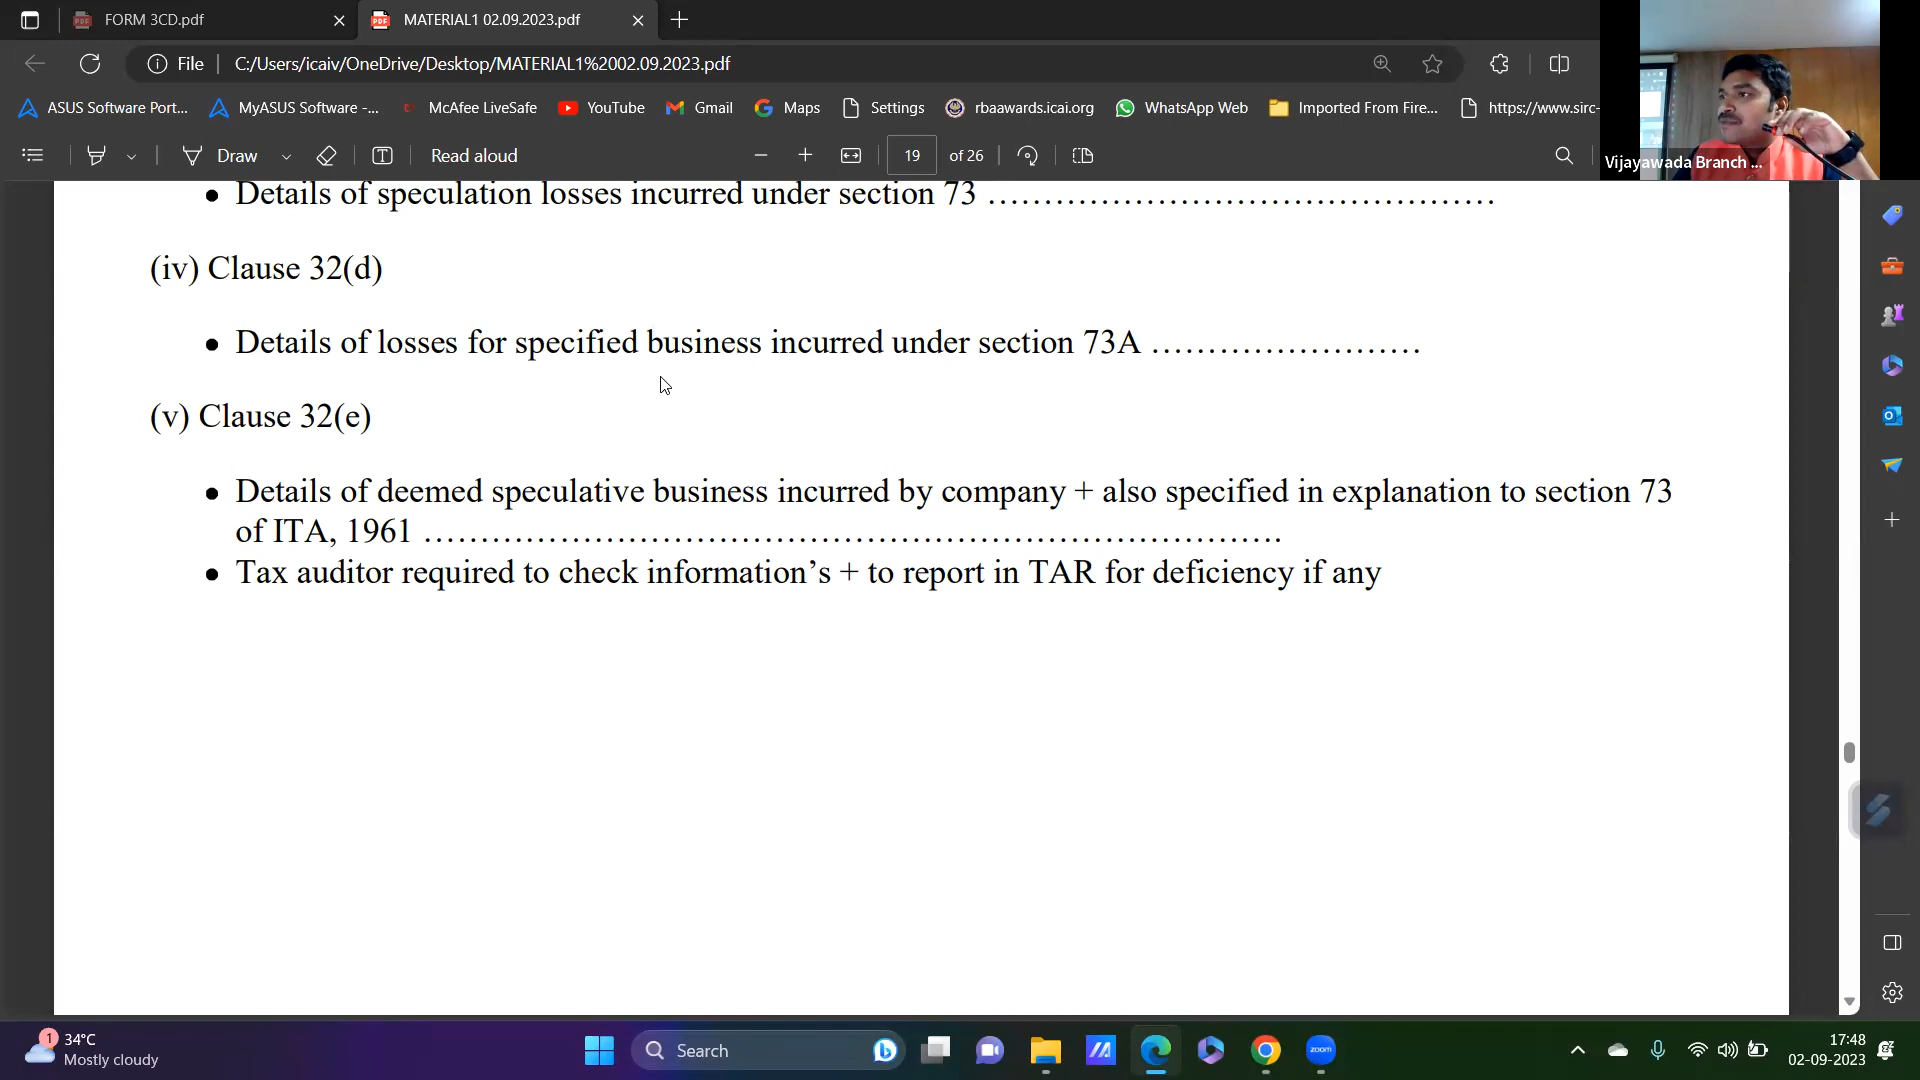 FORM 3CD.pdf
MATERIAL1 02.09.2023.pdf
File
C:/Users/icaiv/OneDrive/Desktop/MATERIAL1%2002.09.2023.pdf
ASUS Software Port...
MyASUS Software -...
McAfee LiveSafe
YouTube
Gmail
Maps
Settings
rbaawards.icai.org
WhatsApp Web
Imported From Fire...
https://www.sirc-
Vijayawada Branch ...
Draw
Read aloud
19
of 26
• Details of speculation losses incurred under section 73 ………………………………………
(iv) Clause 32(d)
• Details of losses for specified business incurred under section 73A ……………………
(v) Clause 32(e)
• Details of deemed speculative business incurred by company + also specified in explanation to section 73
of ITA, 1961 ………………………………………………………………….
• Tax auditor required to check information’s + to report in TAR for deficiency if any
1
34°C
Mostly cloudy
Search
zoom
17:48
02-09-2023